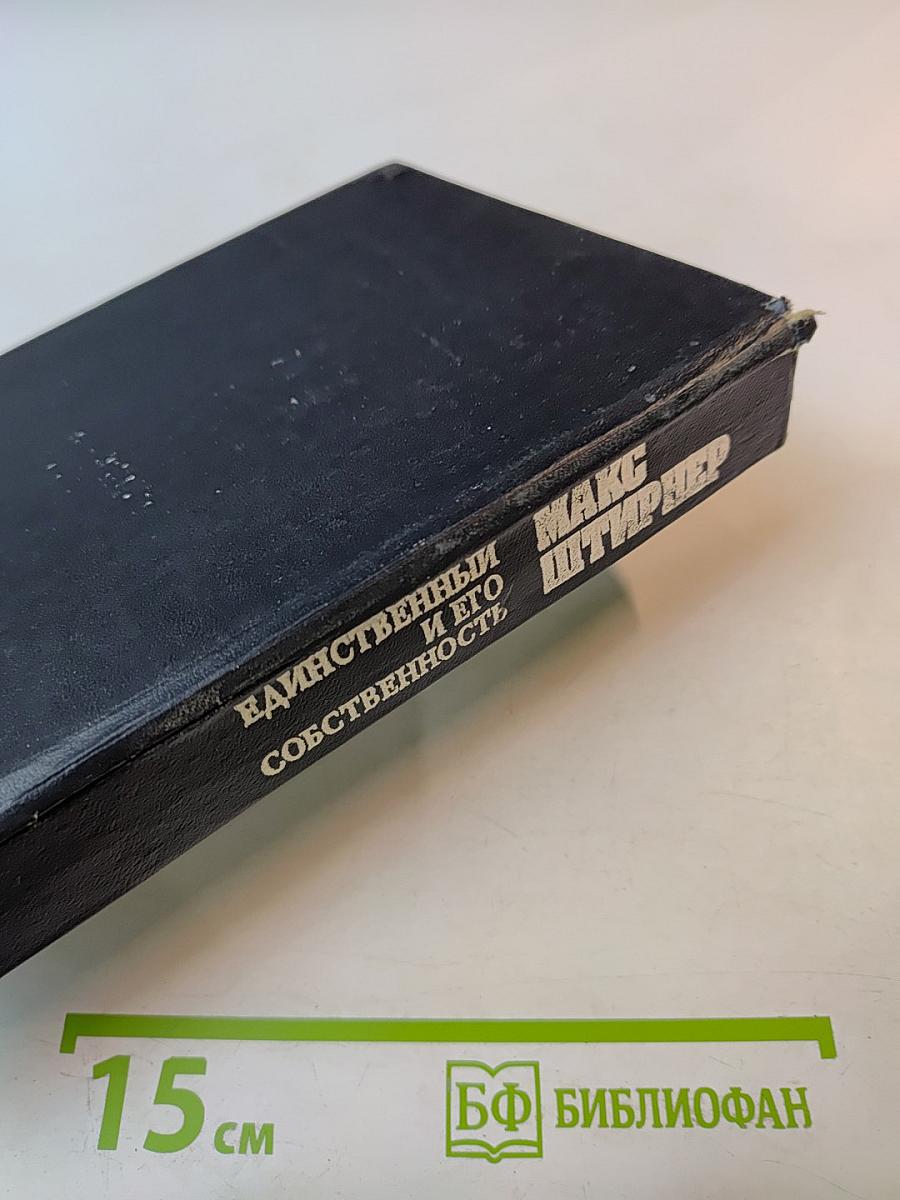 МАКС
ШТИРНЕР
ЕДИНСТВЕННЫЙ
И ЕГО
СОБСТВЕННОСТЬ
15 см
БФ БИБЛИОФАН